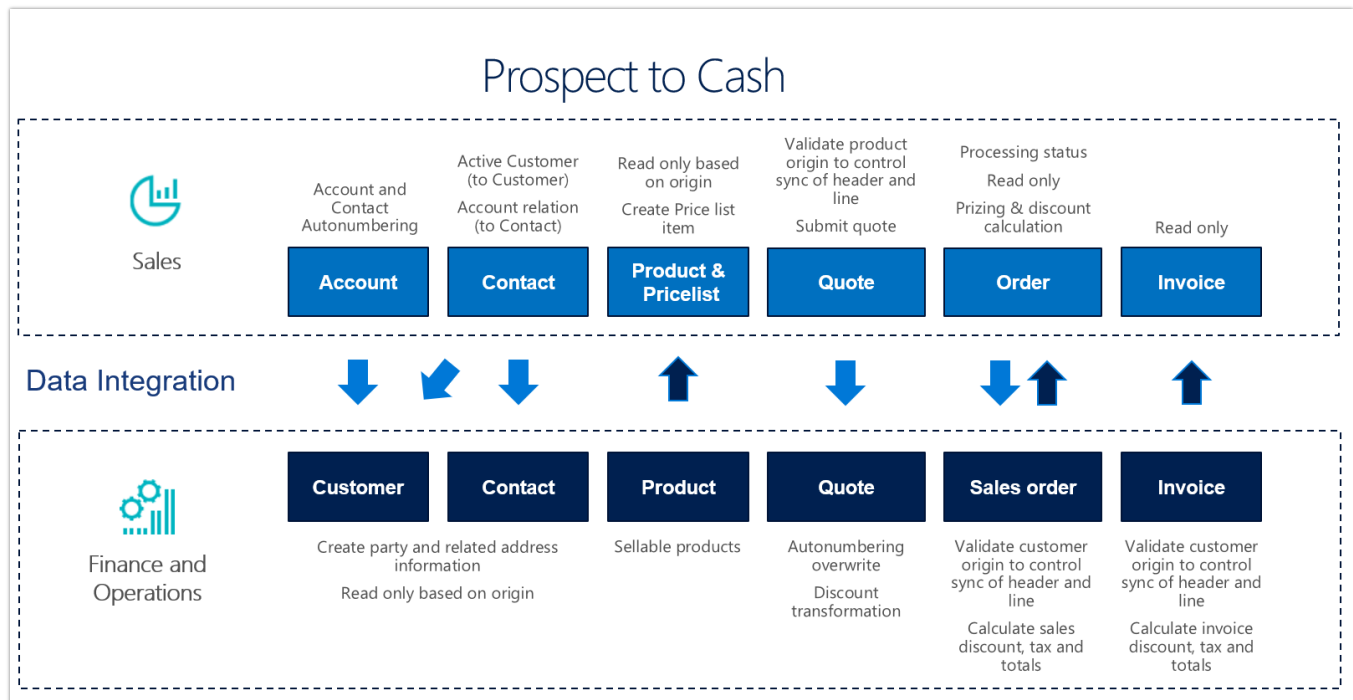 Prospect to Cash
Account and
Contact
Autonumbering
Active Customer
(to Customer)
Account relation
(to Contact)
Read only based
on origin
Create Price list
item
Validate product
origin to control
sync of header and
line
Submit quote
Processing status
Read only
Prizing & discount
calculation
Read only
Sales
Account
Contact
Product &
Pricelist
Quote
Order
Invoice
Data Integration
Customer
Contact
Product
Quote
Sales order
Invoice
Finance and
Operations
Create party and related address
information
Read only based on origin
Sellable products
Autonumbering
overwrite
Discount
transformation
Validate customer
origin to control
sync of header and
line
Calculate sales
discount, tax and
totals
Validate customer
origin to control
sync of header and
line
Calculate invoice
discount, tax and
totals